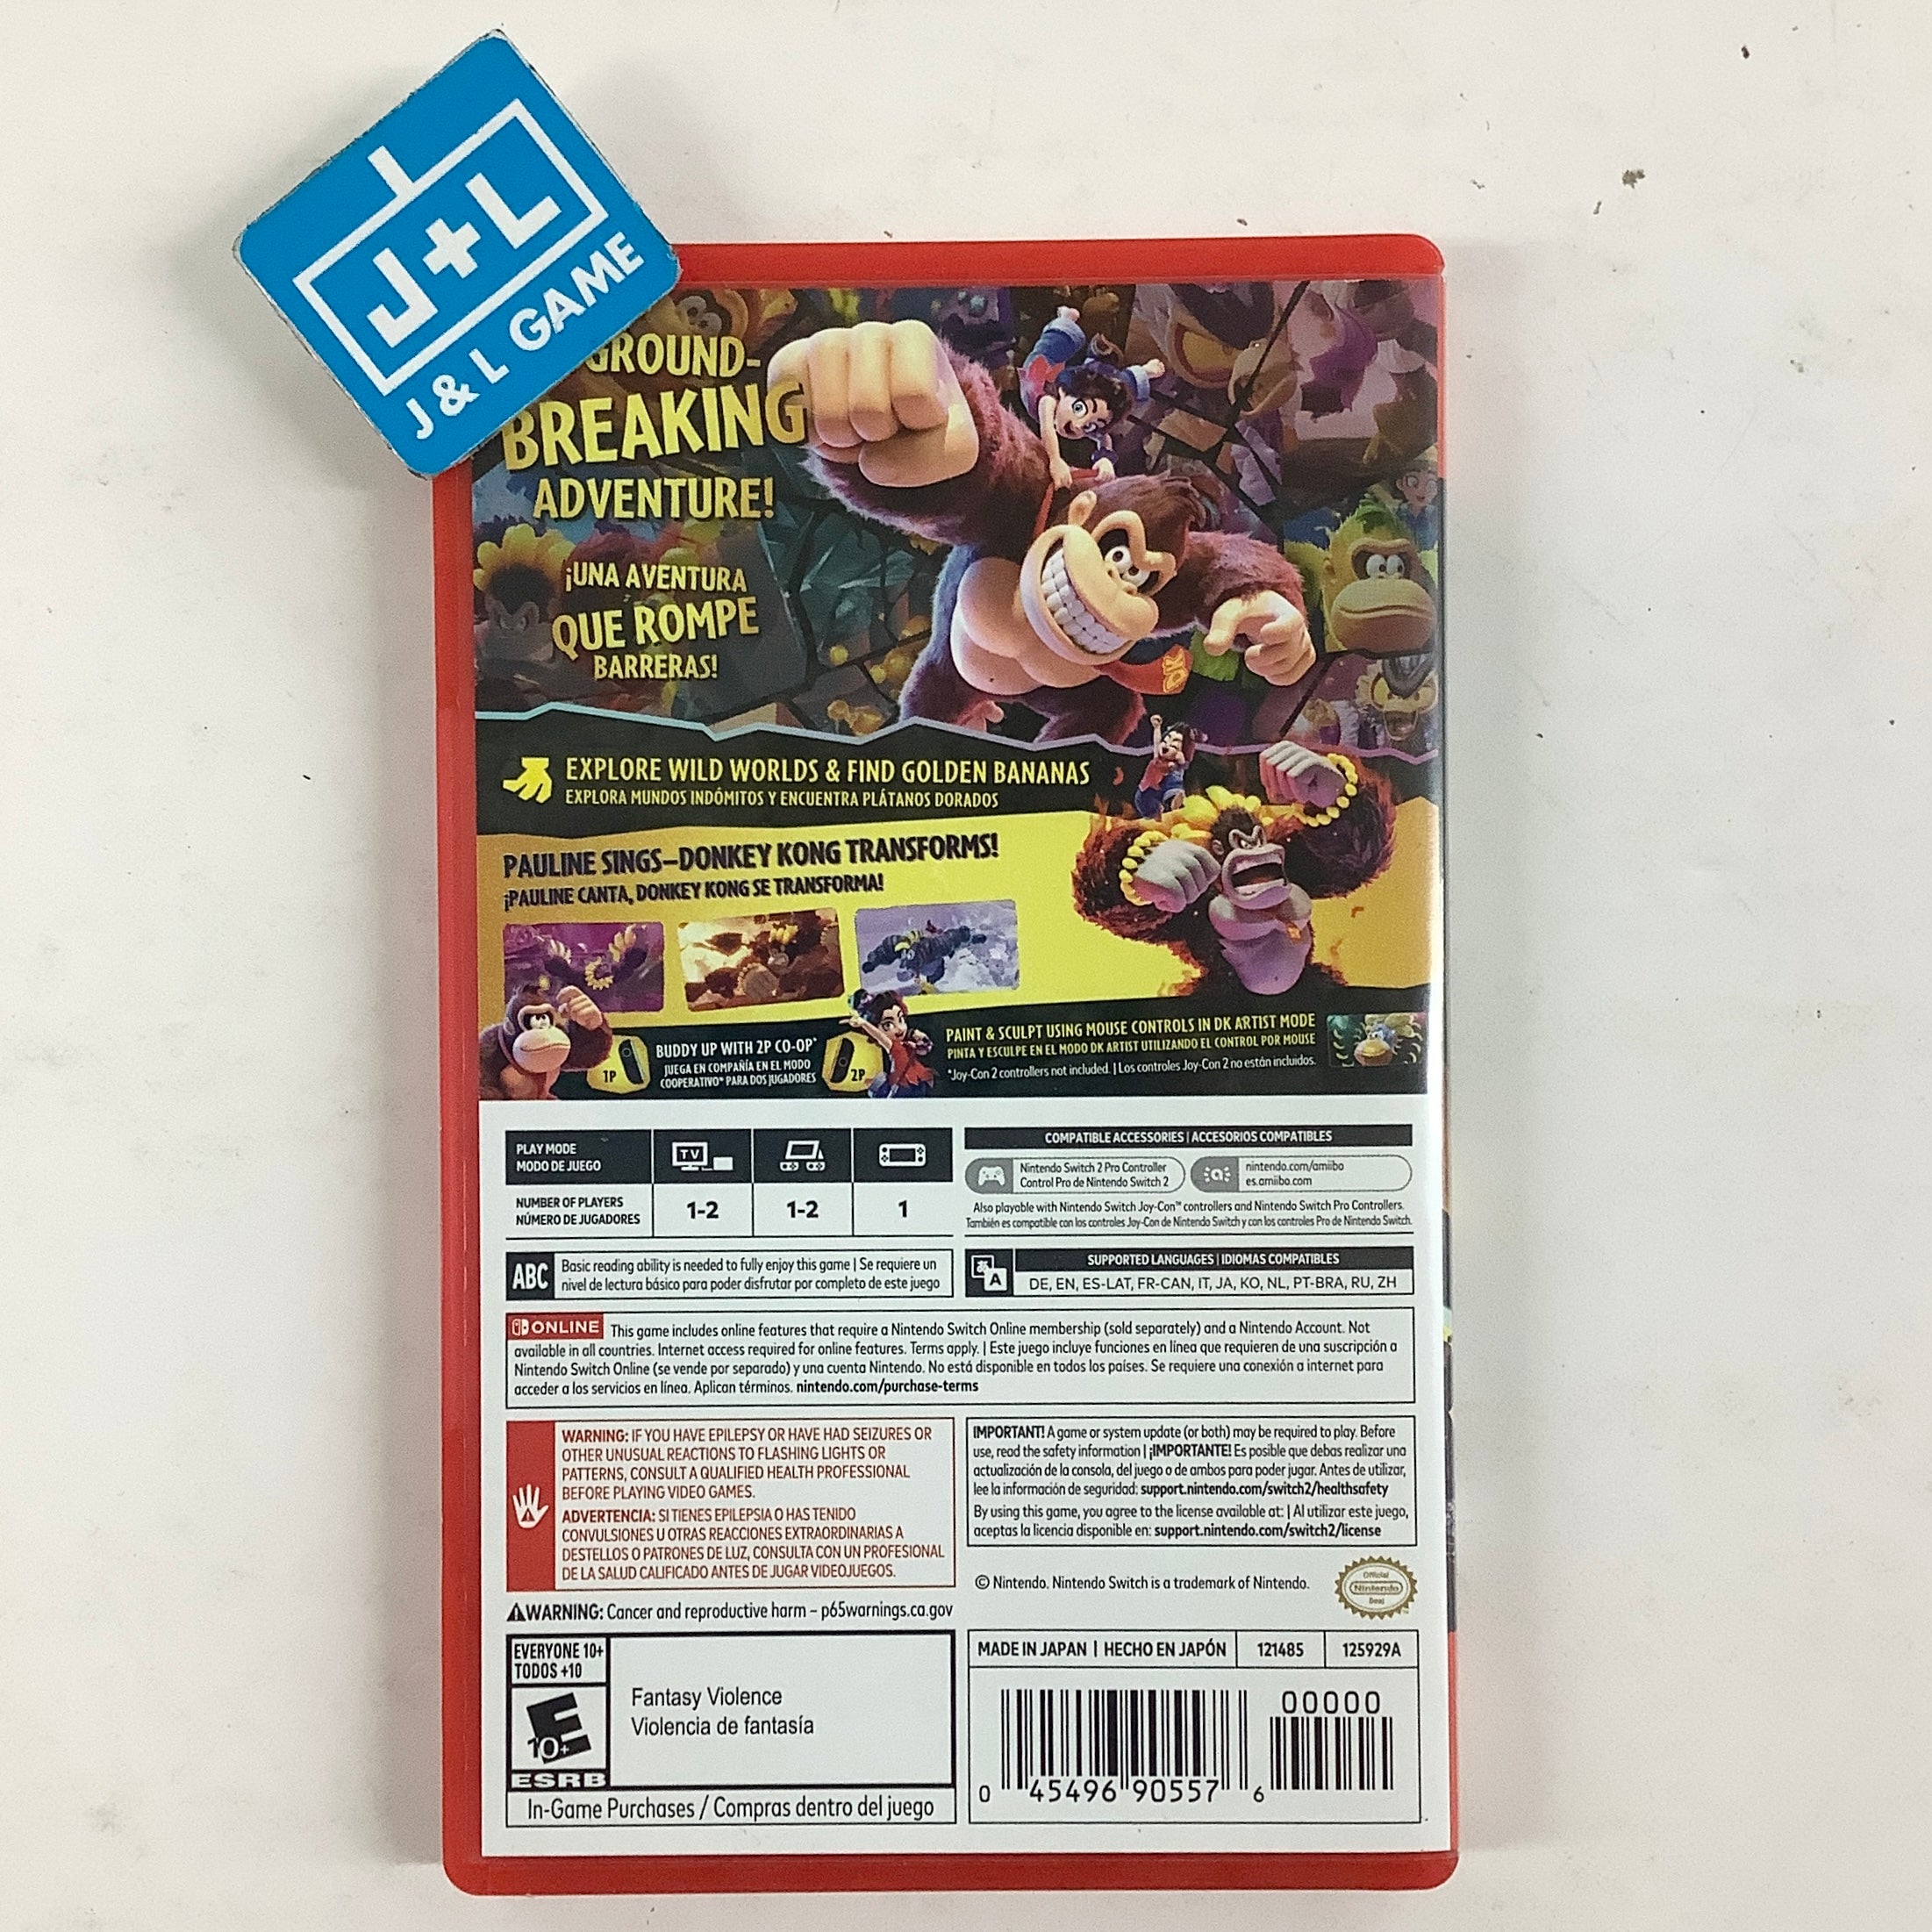 J+L
J & L GAME
GROUND-
BREAKING
ADVENTURE!
¡UNA AVENTURA
QUE ROMPE
BARRERAS!
EXPLORE WILD WORLDS & FIND GOLDEN BANANAS
EXPLORA MUNDOS INDÓMITOS Y ENCUENTRA PLÁTANOS DORADOS
PAULINE SINGS—DONKEY KONG TRANSFORMS!
¡PAULINE CANTA, DONKEY KONG SE TRANSFORMA!
DK
1P
BUDDY UP WITH 2P CO-OP*
JUEGA EN COMPAÑÍA EN EL MODO
COOPERATIVO* PARA DOS JUGADORES
2P
PAINT & SCULPT USING MOUSE CONTROLS IN DK ARTIST MODE
PINTA Y ESCULPE EN EL MODO DK ARTIST UTILIZANDO EL CONTROL POR MOUSE
*Joy-Con 2 controllers not included. | Los controles Joy-Con 2 no están incluidos.
PLAY MODE
MODO DE JUEGO
TV
NUMBER OF PLAYERS
NÚMERO DE JUGADORES
1-2 1-2 1
COMPATIBLE ACCESSORIES | ACCESORIOS COMPATIBLES
Nintendo Switch 2 Pro Controller
Control Pro de Nintendo Switch 2
nintendo.com/amiibo
es.amiibo.com
Also playable with Nintendo Switch Joy-Con™ controllers and Nintendo Switch Pro Controllers.
También es compatible con los controles Joy-Con de Nintendo Switch y con los controles Pro de Nintendo Switch.
ABC
Basic reading ability is needed to fully enjoy this game | Se requiere un
nivel de lectura básico para poder disfrutar por completo de este juego
SUPPORTED LANGUAGES | IDIOMAS COMPATIBLES
DE, EN, ES-LAT, FR-CAN, IT, JA, KO, NL, PT-BRA, RU, ZH
ONLINE This game includes online features that require a Nintendo Switch Online membership (sold separately) and a Nintendo Account. Not
available in all countries. Internet access required for online features. Terms apply. | Este juego incluye funciones en línea que requieren de una suscripción a
Nintendo Switch Online (se vende por separado) y una cuenta Nintendo. No está disponible en todos los países. Se requiere una conexión a internet para
acceder a los servicios en línea. Aplican términos. nintendo.com/purchase-terms
WARNING: IF YOU HAVE EPILEPSY OR HAVE HAD SEIZURES OR
OTHER UNUSUAL REACTIONS TO FLASHING LIGHTS OR
PATTERNS, CONSULT A QUALIFIED HEALTH PROFESSIONAL
BEFORE PLAYING VIDEO GAMES.
ADVERTENCIA: SI TIENES EPILEPSIA O HAS TENIDO
CONVULSIONES U OTRAS REACCIONES EXTRAORDINARIAS A
DESTELLOS O PATRONES DE LUZ, CONSULTA CON UN PROFESIONAL
DE LA SALUD CALIFICADO ANTES DE JUGAR VIDEOJUEGOS.
IMPORTANT! A game or system update (or both) may be required to play. Before
use, read the safety information | ¡IMPORTANTE! Es posible que debas realizar una
actualización de la consola, del juego o de ambos para poder jugar. Antes de utilizar,
lee la información de seguridad: support.nintendo.com/switch2/healthsafety
By using this game, you agree to the license available at: | Al utilizar este juego,
aceptas la licencia disponible en: support.nintendo.com/switch2/license
© Nintendo. Nintendo Switch is a trademark of Nintendo.
Official
Nintendo
Seal
WARNING: Cancer and reproductive harm – p65warnings.ca.gov
EVERYONE 10+
TODOS +10
E
10+
ESRB
Fantasy Violence
Violencia de fantasía
In-Game Purchases / Compras dentro del juego
MADE IN JAPAN | HECHO EN JAPÓN 121485 125929A
00000
0 45496 90557 6